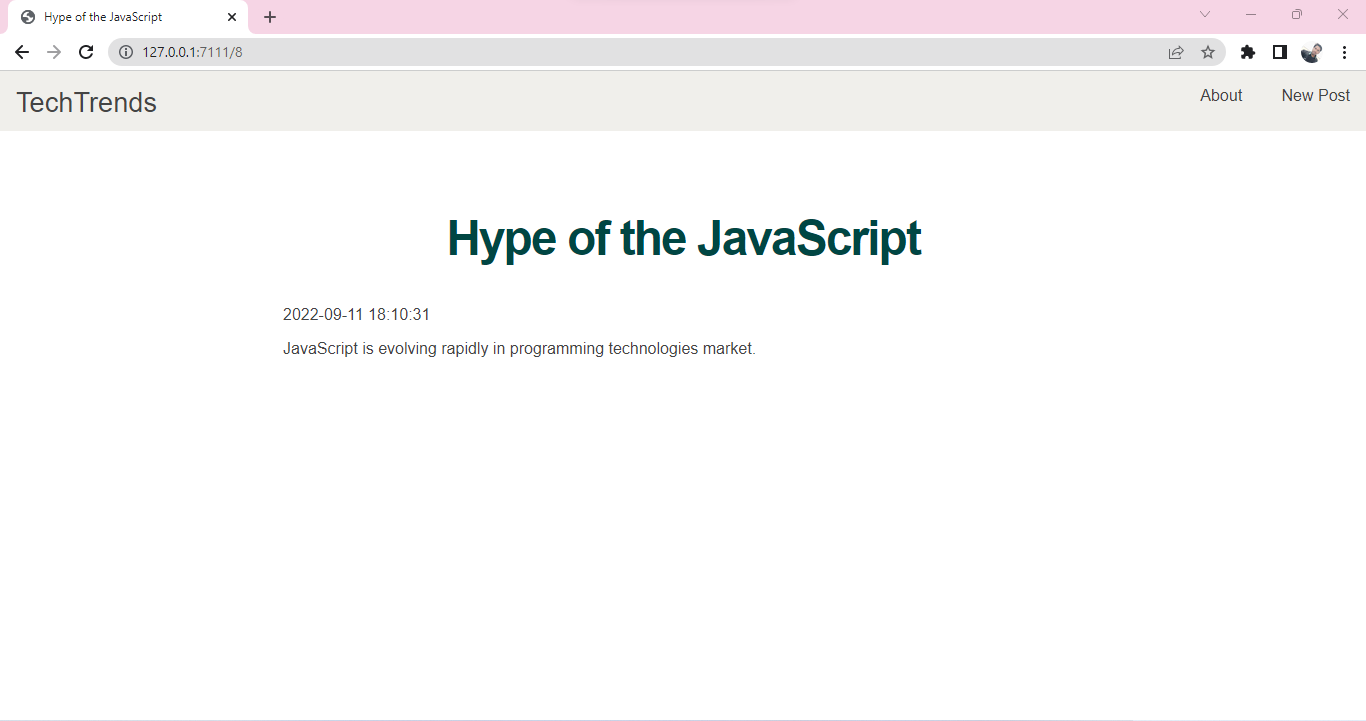 Hype of the JavaScript
127.0.0.1:7111/8
TechTrends
About
New Post
Hype of the JavaScript
2022-09-11 18:10:31
JavaScript is evolving rapidly in programming technologies market.